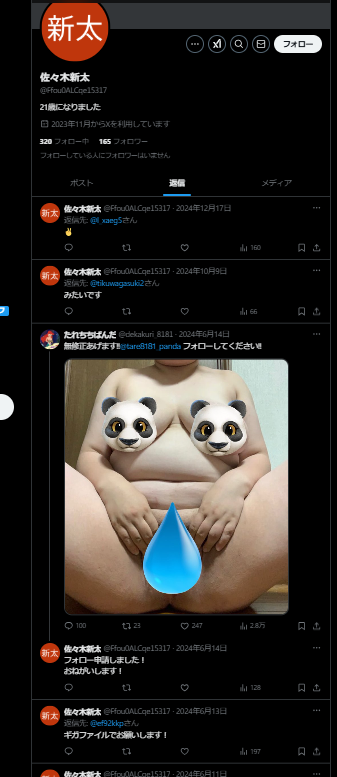 新太
フォロー
佐々木新太
@Ffou0ALCqe15317
21歳になりました
2023年11月からXを利用しています
320 フォロー中 165 フォロワー
フォローしている人にフォロワーはいません
ポスト 返信 メディア
新太 佐々木新太 @Ffou0ALCqe15317 · 2024年12月17日
返信先: @l_xaegSさん
✌
160
新太 佐々木新太 @Ffou0ALCqe15317 · 2024年10月9日
返信先: @tikuwagasuki2さん
みたいです
66
たれちちぱんだ @dekakuri_8181 · 2024年6月14日
無修正あげます‼@tare8181_panda フォローしてください‼
100 23 247 2.8万
新太 佐々木新太 @Ffou0ALCqe15317 · 2024年6月14日
フォロー申請しました！
おねがいします！
128
新太 佐々木新太 @Ffou0ALCqe15317 · 2024年6月13日
返信先: @ef92kkpさん
ギガファイルでお願いします！
197
佐々木新太 @Ffou0ALCqe15317 · 2024年6月11日